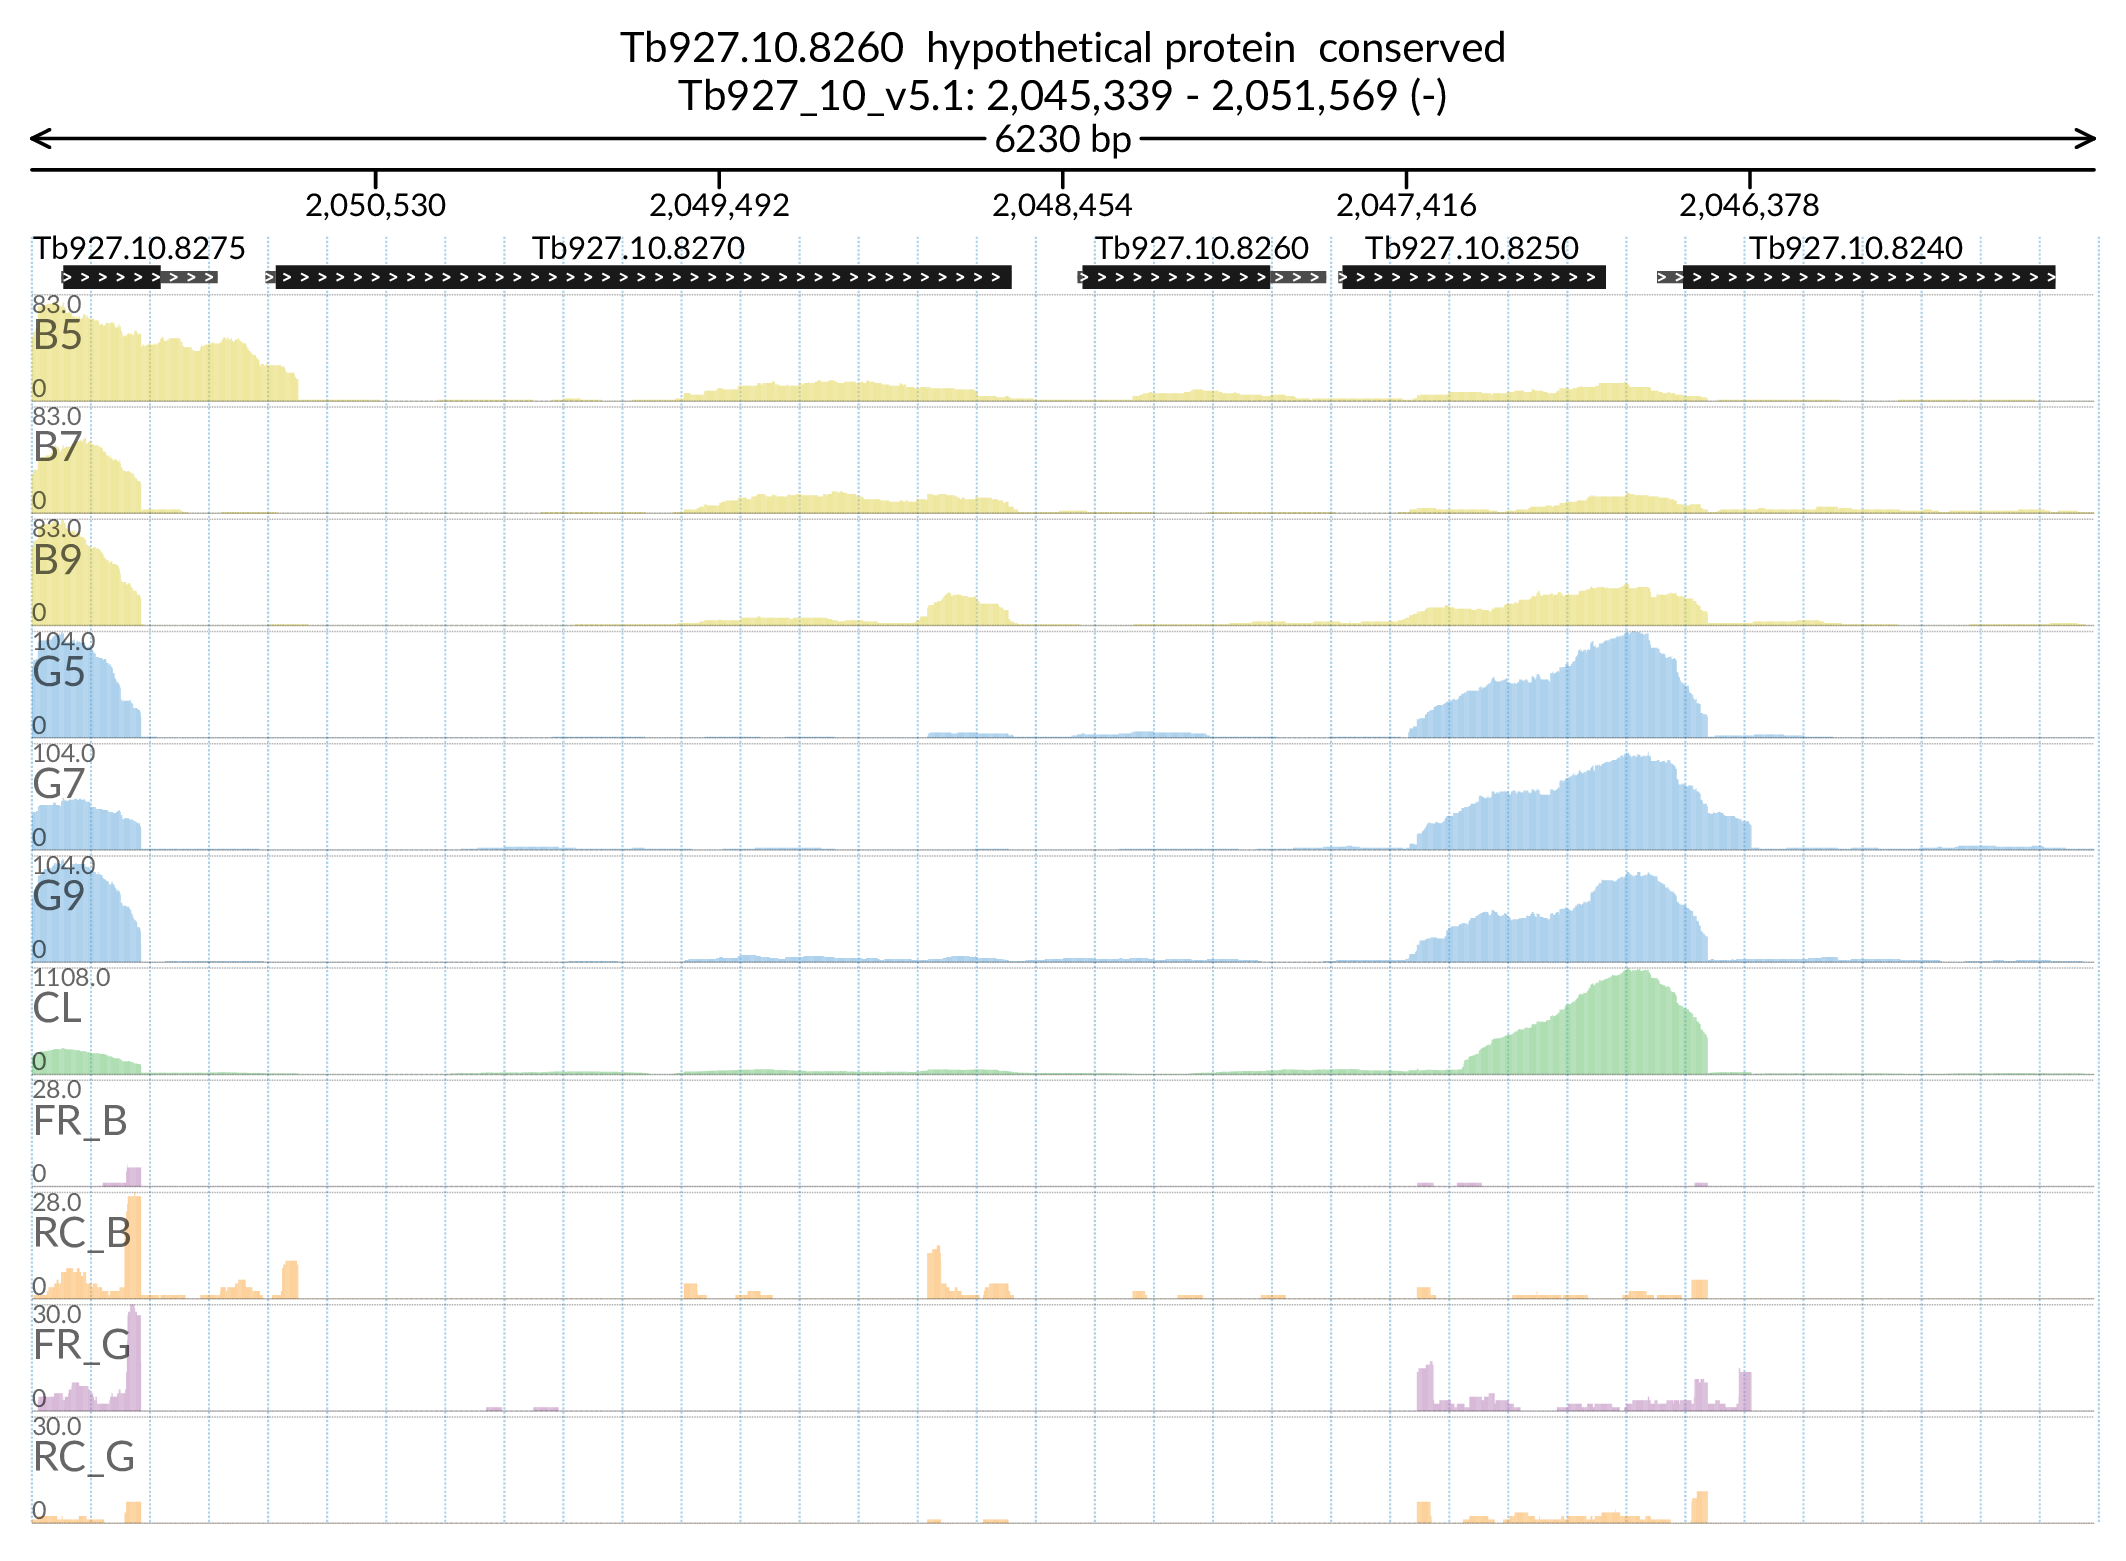 Tb927.10.8260  hypothetical protein  conserved
Tb927_10_v5.1: 2,045,339 - 2,051,569 (-)
6230 bp
2,050,530 2,049,492 2,048,454 2,047,416 2,046,378
Tb927.10.8275 Tb927.10.8270 Tb927.10.8260 Tb927.10.8250 Tb927.10.8240
83.0
B5
0
83.0
B7
0
83.0
B9
0
104.0
G5
0
104.0
G7
0
104.0
G9
0
1108.0
CL
0
28.0
FR_B
0
28.0
RC_B
0
30.0
FR_G
0
30.0
RC_G
0